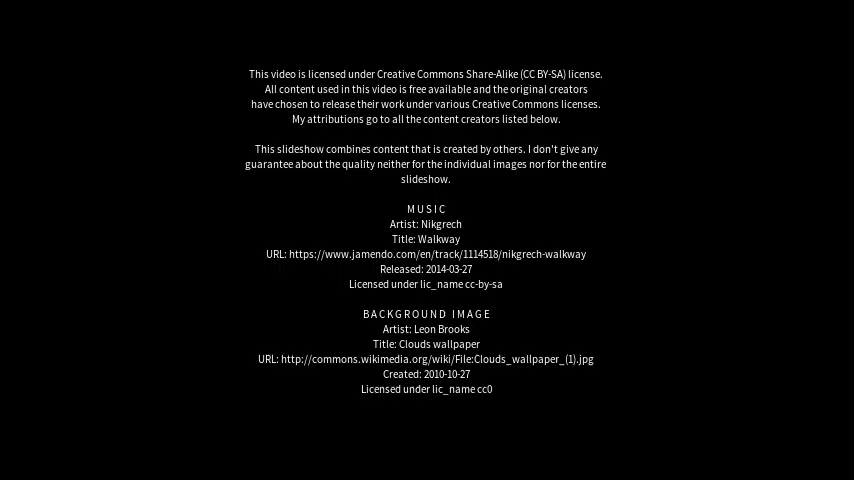 This video is licensed under Creative Commons Share-Alike (CC BY-SA) license.
All content used in this video is free available and the original creators
have chosen to release their work under various Creative Commons licenses.
My attributions go to all the content creators listed below.
This slideshow combines content that is created by others. I don't give any
guarantee about the quality neither for the individual images nor for the entire
slideshow.
MUSIC
Artist: Nikgrech
Title: Walkway
URL: https://www.jamendo.com/en/track/1114518/nikgrech-walkway
Released: 2014-03-27
Licensed under lic_name cc-by-sa
BACKGROUND IMAGE
Artist: Leon Brooks
Title: Clouds wallpaper
URL: http://commons.wikimedia.org/wiki/File:Clouds_wallpaper_(1).jpg
Created: 2010-10-27
Licensed under lic_name cc0